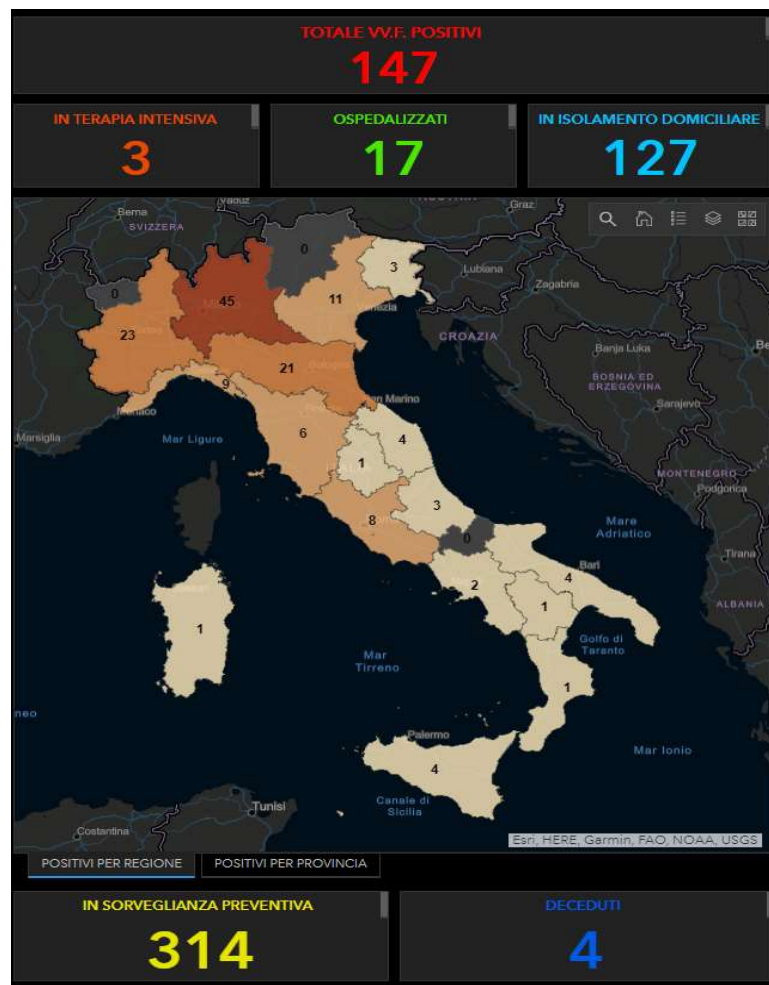 TOTALE VV.F. POSITIVI
147
IN TERAPIA INTENSIVA
3
OSPEDALIZZATI
17
IN ISOLAMENTO DOMICILIARE
127
Vaduz
Graz
Berna
SVIZZERA
0
0
3
Lubiana
Zagabria
45
11
23
21
CROAZIA
Banja Luka
BOSNIA ED
ERZEGOVINA
Sarajevo
9
San Marino
Monaco
Marsiglia
Mar Ligure
6
4
1
MONTENEGRO
Podgorica
3
8
Mare
Adriatico
0
Tirana
Bari
4
2
1
ALBANIA
1
Golfo di
Taranto
Mar
Tirreno
1
neo
Palermo
Mar Ionio
4
Canale di
Sicilia
Tunisi
Costantina
Esri, HERE, Garmin, FAO, NOAA, USGS
POSITIVI PER REGIONE
POSITIVI PER PROVINCIA
IN SORVEGLIANZA PREVENTIVA
314
DECEDUTI
4